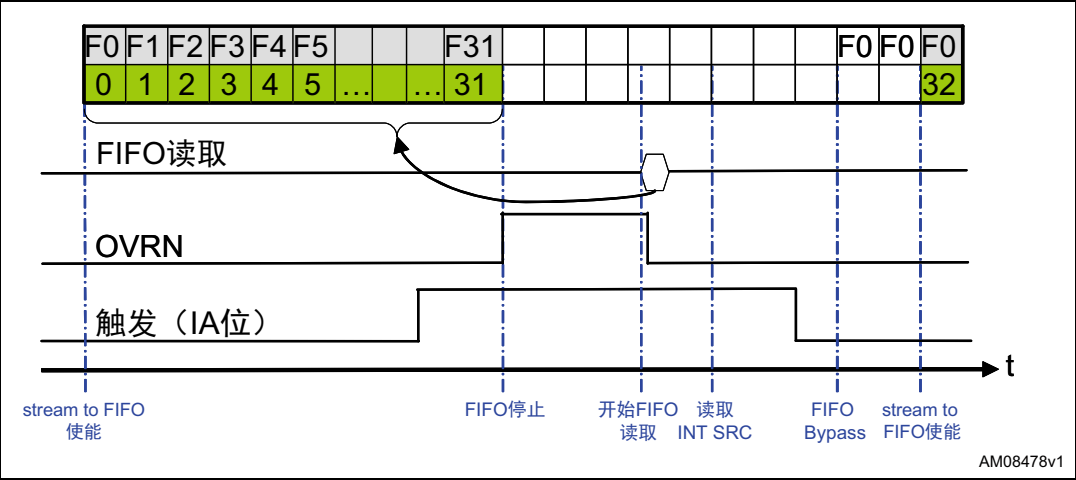 F0 F1 F2 F3 F4 F5 F31 F0 F0 F0
0 1 2 3 4 5 ... ... 31 32
FIFO读取
OVRN
触发（IA位）
t
stream to FIFO
使能
FIFO停止
开始FIFO
读取
读取
INT SRC
FIFO
Bypass
stream to
FIFO使能
AM08478v1